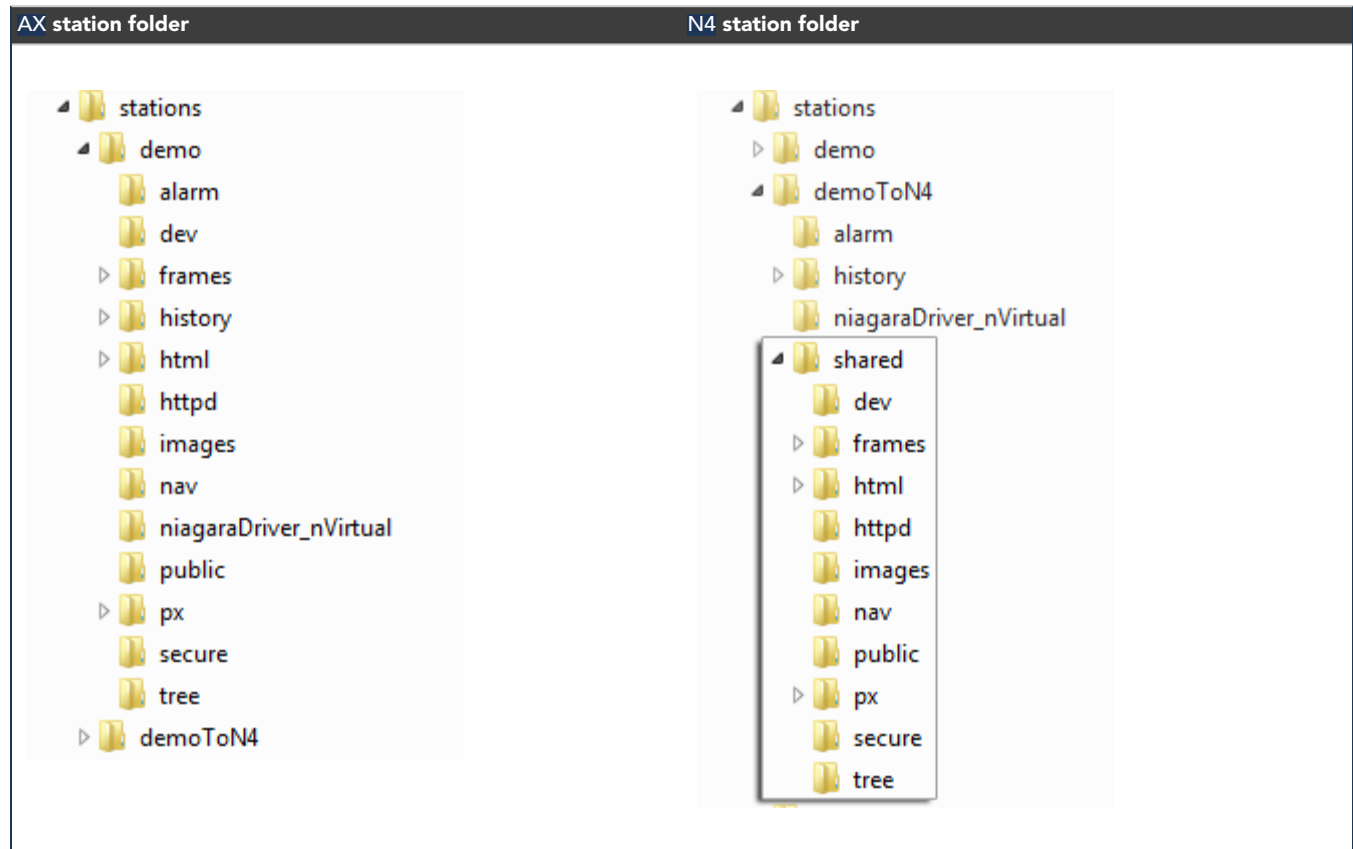 AX station folder
stations
demo
alarm
dev
frames
history
html
httpd
images
nav
niagaraDriver_nVirtual
public
px
secure
tree
demoToN4
N4 station folder
stations
demo
demoToN4
alarm
history
niagaraDriver_nVirtual
shared
dev
frames
html
httpd
images
nav
public
px
secure
tree